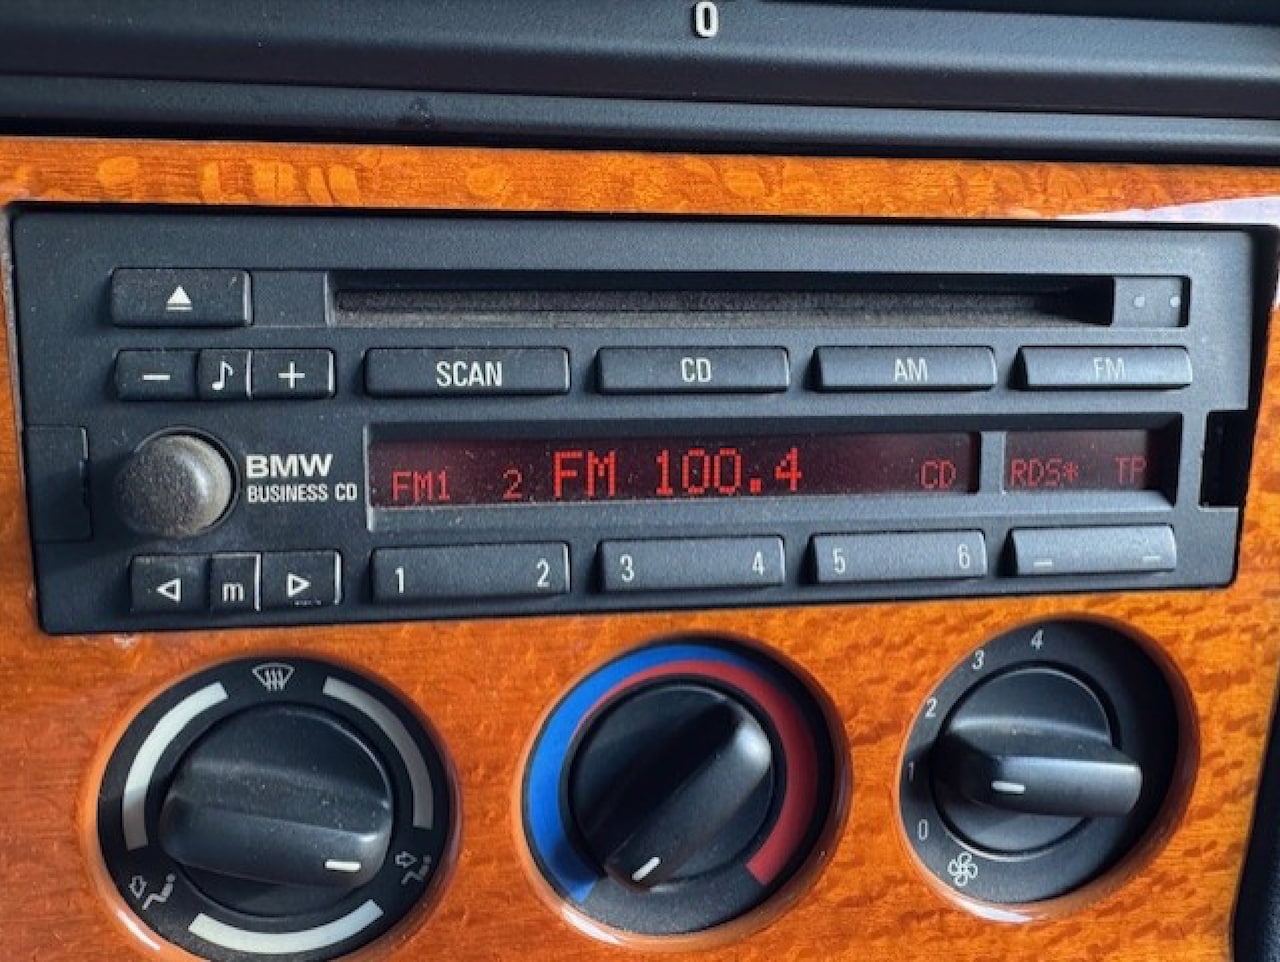 0
SCAN CD AM FM
BMW
BUSINESS CD
FM1 2 FM 100.4 CD RDS* TP
m 1 2 3 4 5 6
4
3
2
1
0